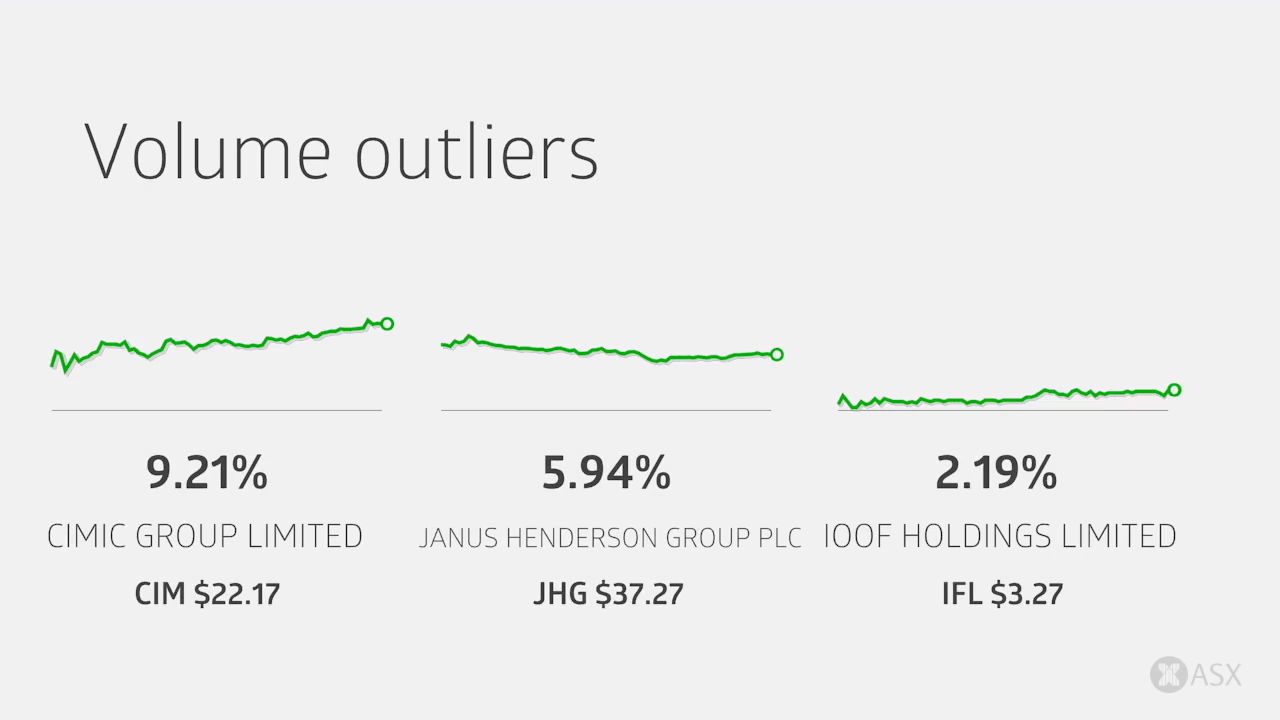 Volume outliers
9.21%
CIMIC GROUP LIMITED
CIM $22.17
5.94%
JANUS HENDERSON GROUP PLC
JHG $37.27
2.19%
IOOF HOLDINGS LIMITED
IFL $3.27
ASX